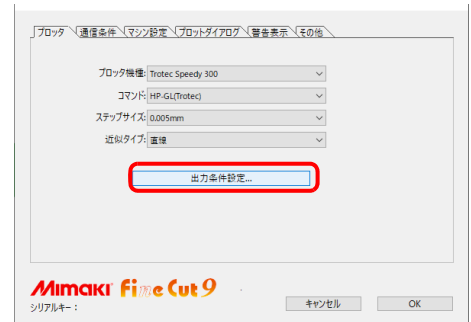 プロッタ 通信条件 マシン設定 プロットダイアログ 警告表示 その他
プロッタ機種: Trotec Speedy 300
コマンド: HP-GL(Trotec)
ステップサイズ: 0.005mm
近似タイプ: 直線
出力条件設定...
Mimaki Fine Cut 9
シリアルキー: キャンセル OK